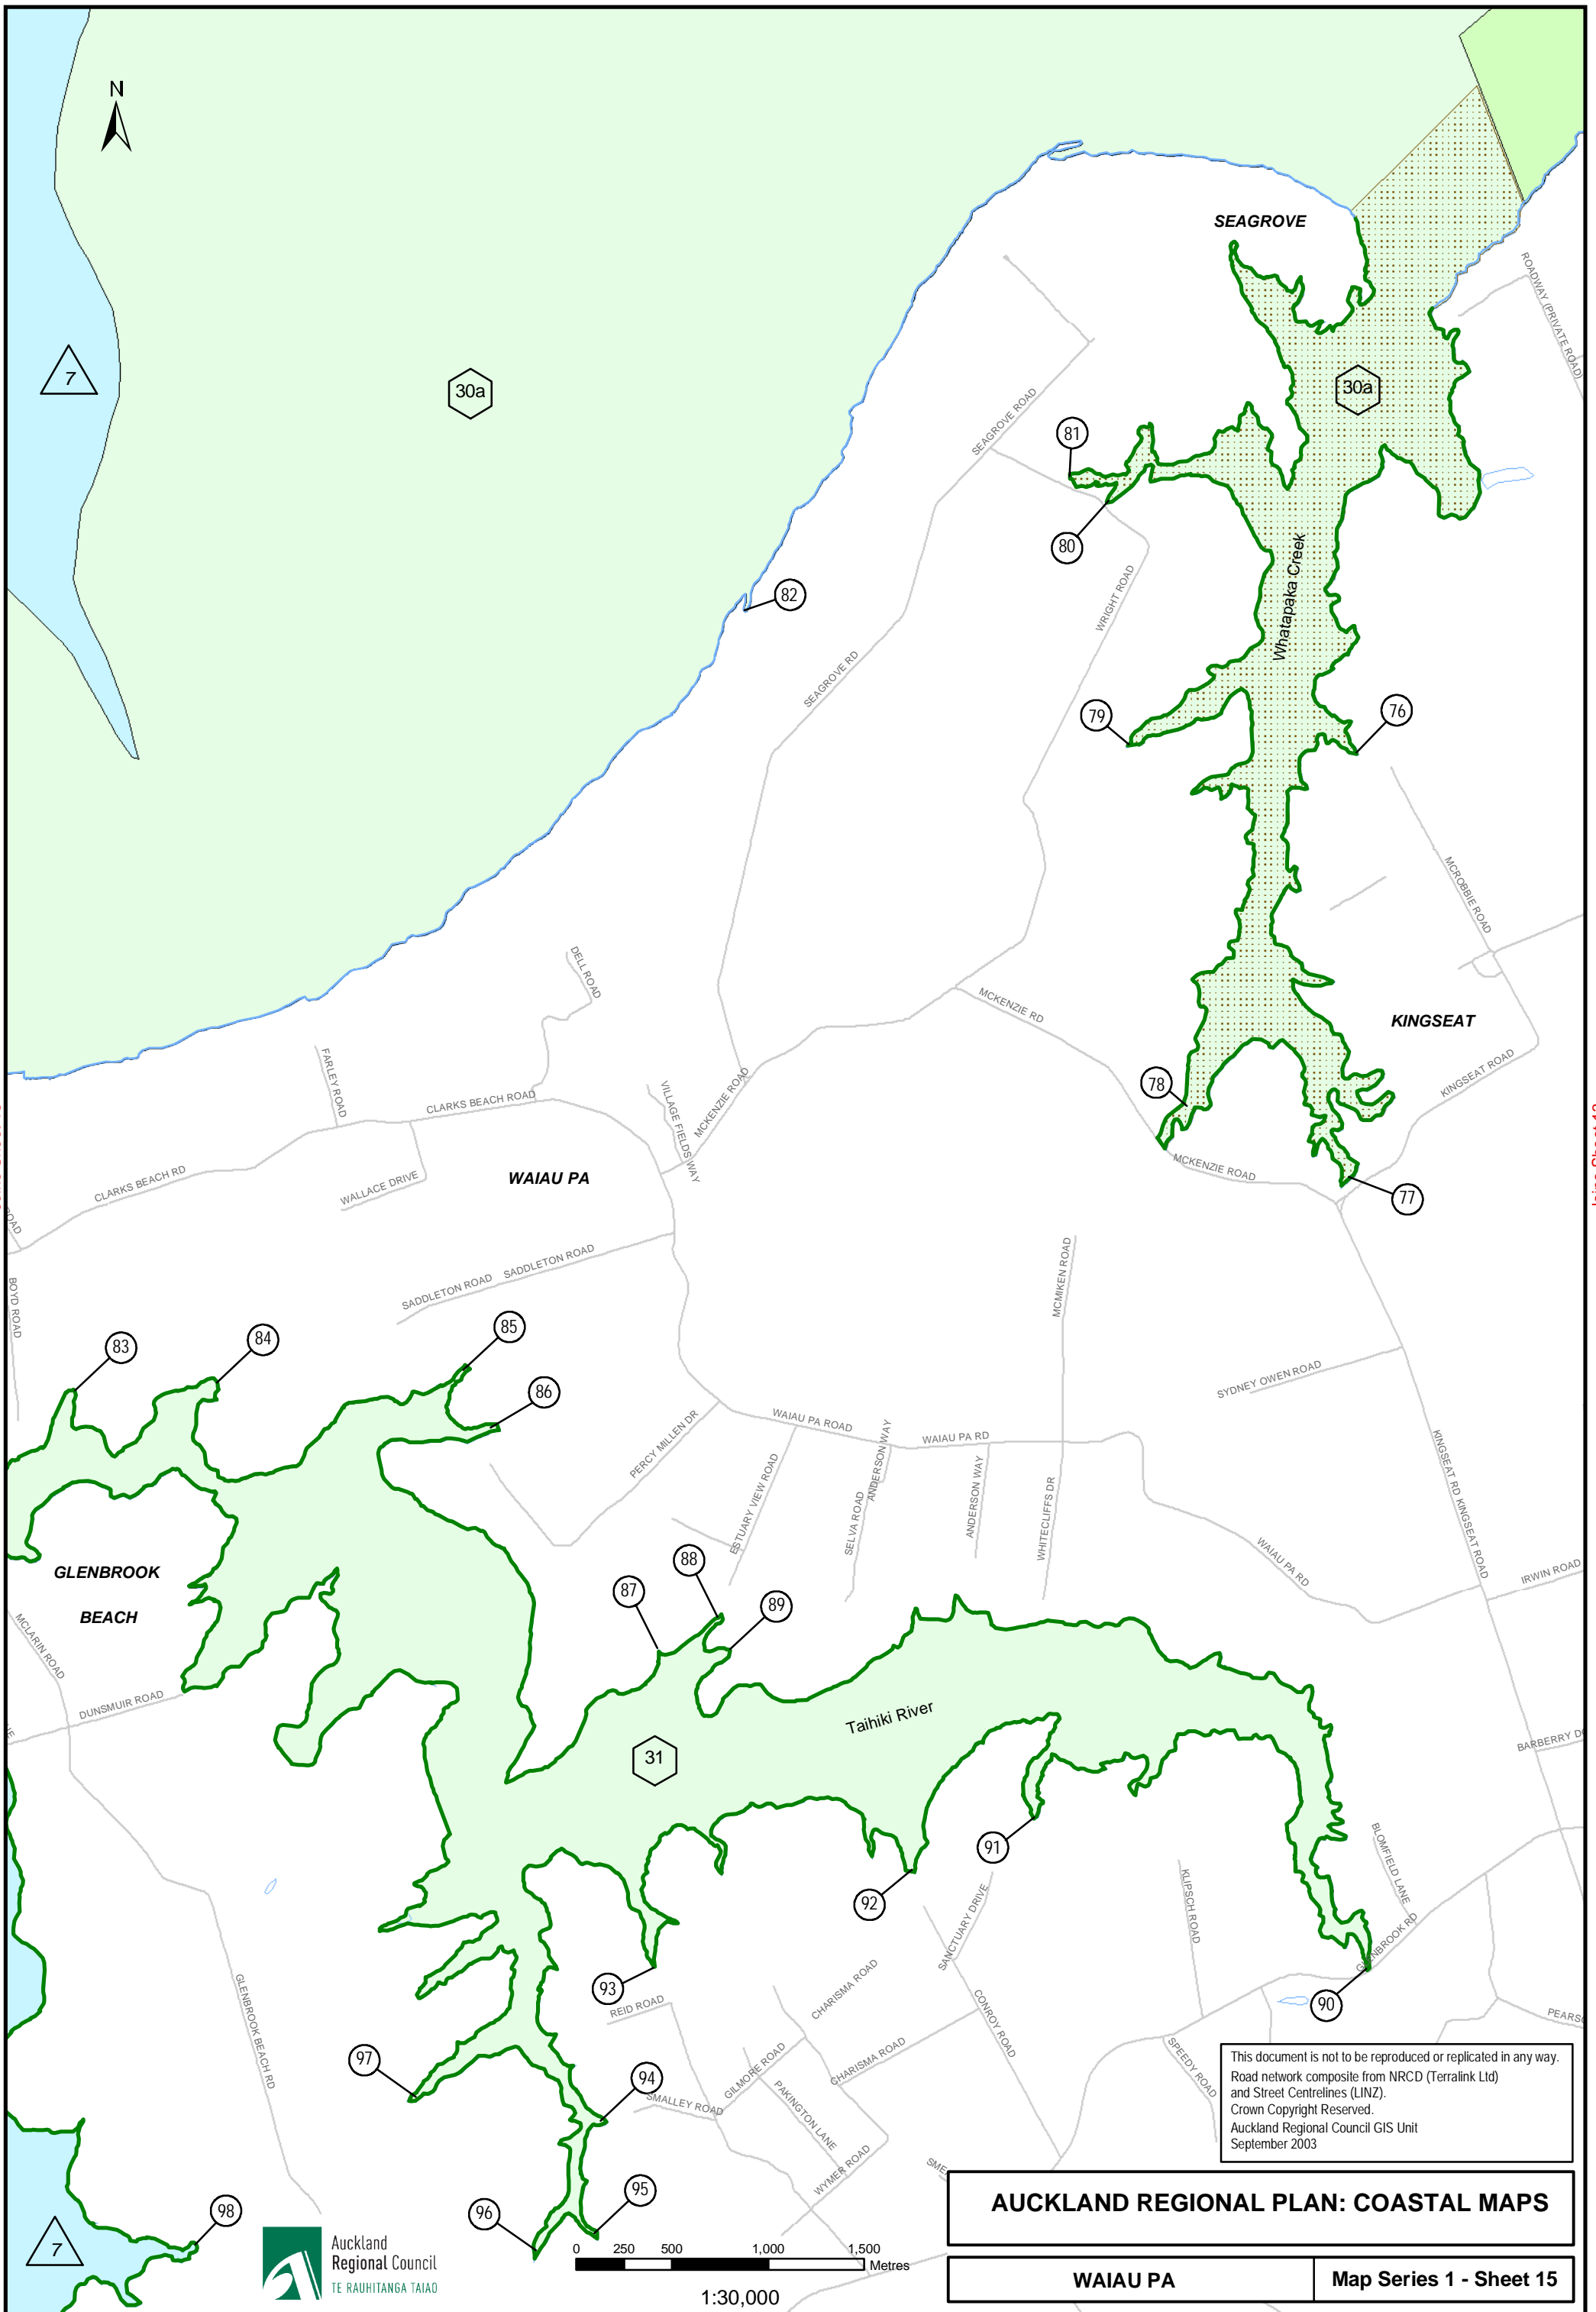 N
SEAGROVE
ROADWAY (PRIVATE ROAD)
7
30a
30a
SEAGROVE ROAD
81
80
Whatapaka Creek
82
WRIGHT ROAD
SEAGROVE RD
79
76
MCROBBIE ROAD
DELL ROAD
MCKENZIE RD
KINGSEAT
FARLEY ROAD
CLARKS BEACH ROAD
VILLAGE FIELDS WAY
MCKENZIE ROAD
78
KINGSEAT ROAD
CLARKS BEACH RD
WALLACE DRIVE
WAIAU PA
MCKENZIE ROAD
77
BOYD ROAD
SADDLETON ROAD
SADDLETON ROAD
MCMIKEN ROAD
83
84
85
86
SYDNEY OWEN ROAD
PERCY MILLEN DR
WAIAU PA ROAD
WAIAU PA RD
ANDERSON WAY
ANDERSON WAY
ESTUARY VIEW ROAD
SELVA ROAD
WHITECLIFFS DR
KINGSEAT RD
KINGSEAT ROAD
WAIAU PA RD
IRWIN ROAD
GLENBROOK
BEACH
88
87
89
MCLARIN ROAD
DUNSMUIR ROAD
Taihiki River
31
BARBERRY
91
92
BLOMFIELD LANE
KLIPSCH ROAD
SANCTUARY DRIVE
GLENBROOK RD
93
90
REID ROAD
CHARISMA ROAD
CONROY ROAD
GLENBROOK BEACH RD
97
94
SMALLEY ROAD
GILMORE ROAD
CHARISMA ROAD
PAKINGTON LANE
SPEEDY ROAD
WYMER ROAD
This document is not to be reproduced or replicated in any way.
Road network composite from NRCD (Terralink Ltd)
and Street Centrelines (LINZ).
Crown Copyright Reserved.
Auckland Regional Council GIS Unit
September 2003
98
7
96
95
Auckland
Regional Council
TE RAUHITANGA TAIAO
0 250 500 1,000 1,500
Metres
1:30,000
AUCKLAND REGIONAL PLAN: COASTAL MAPS
WAIAU PA
Map Series 1 - Sheet 15